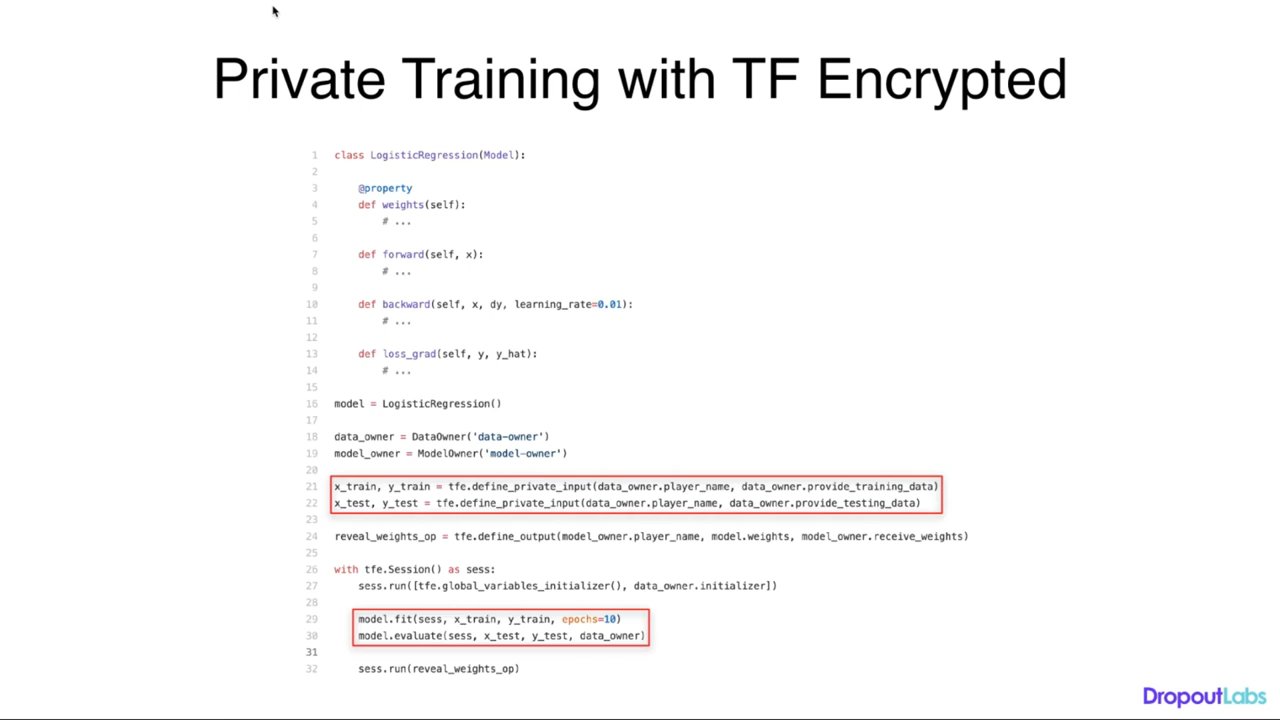 Private Training with TF Encrypted
1 class LogisticRegression(Model):
2
3     @property
4     def weights(self):
5         # ...
6
7     def forward(self, x):
8         # ...
9
10     def backward(self, x, dy, learning_rate=0.01):
11         # ...
12
13     def loss_grad(self, y, y_hat):
14         # ...
15
16 model = LogisticRegression()
17
18 data_owner = DataOwner('data-owner')
19 model_owner = ModelOwner('model-owner')
20
21 x_train, y_train = tfe.define_private_input(data_owner.player_name, data_owner.provide_training_data)
22 x_test, y_test = tfe.define_private_input(data_owner.player_name, data_owner.provide_testing_data)
23
24 reveal_weights_op = tfe.define_output(model_owner.player_name, model.weights, model_owner.receive_weights)
25
26 with tfe.Session() as sess:
27     sess.run([tfe.global_variables_initializer(), data_owner.initializer])
28
29     model.fit(sess, x_train, y_train, epochs=10)
30     model.evaluate(sess, x_test, y_test, data_owner)
31
32     sess.run(reveal_weights_op)
DropoutLabs